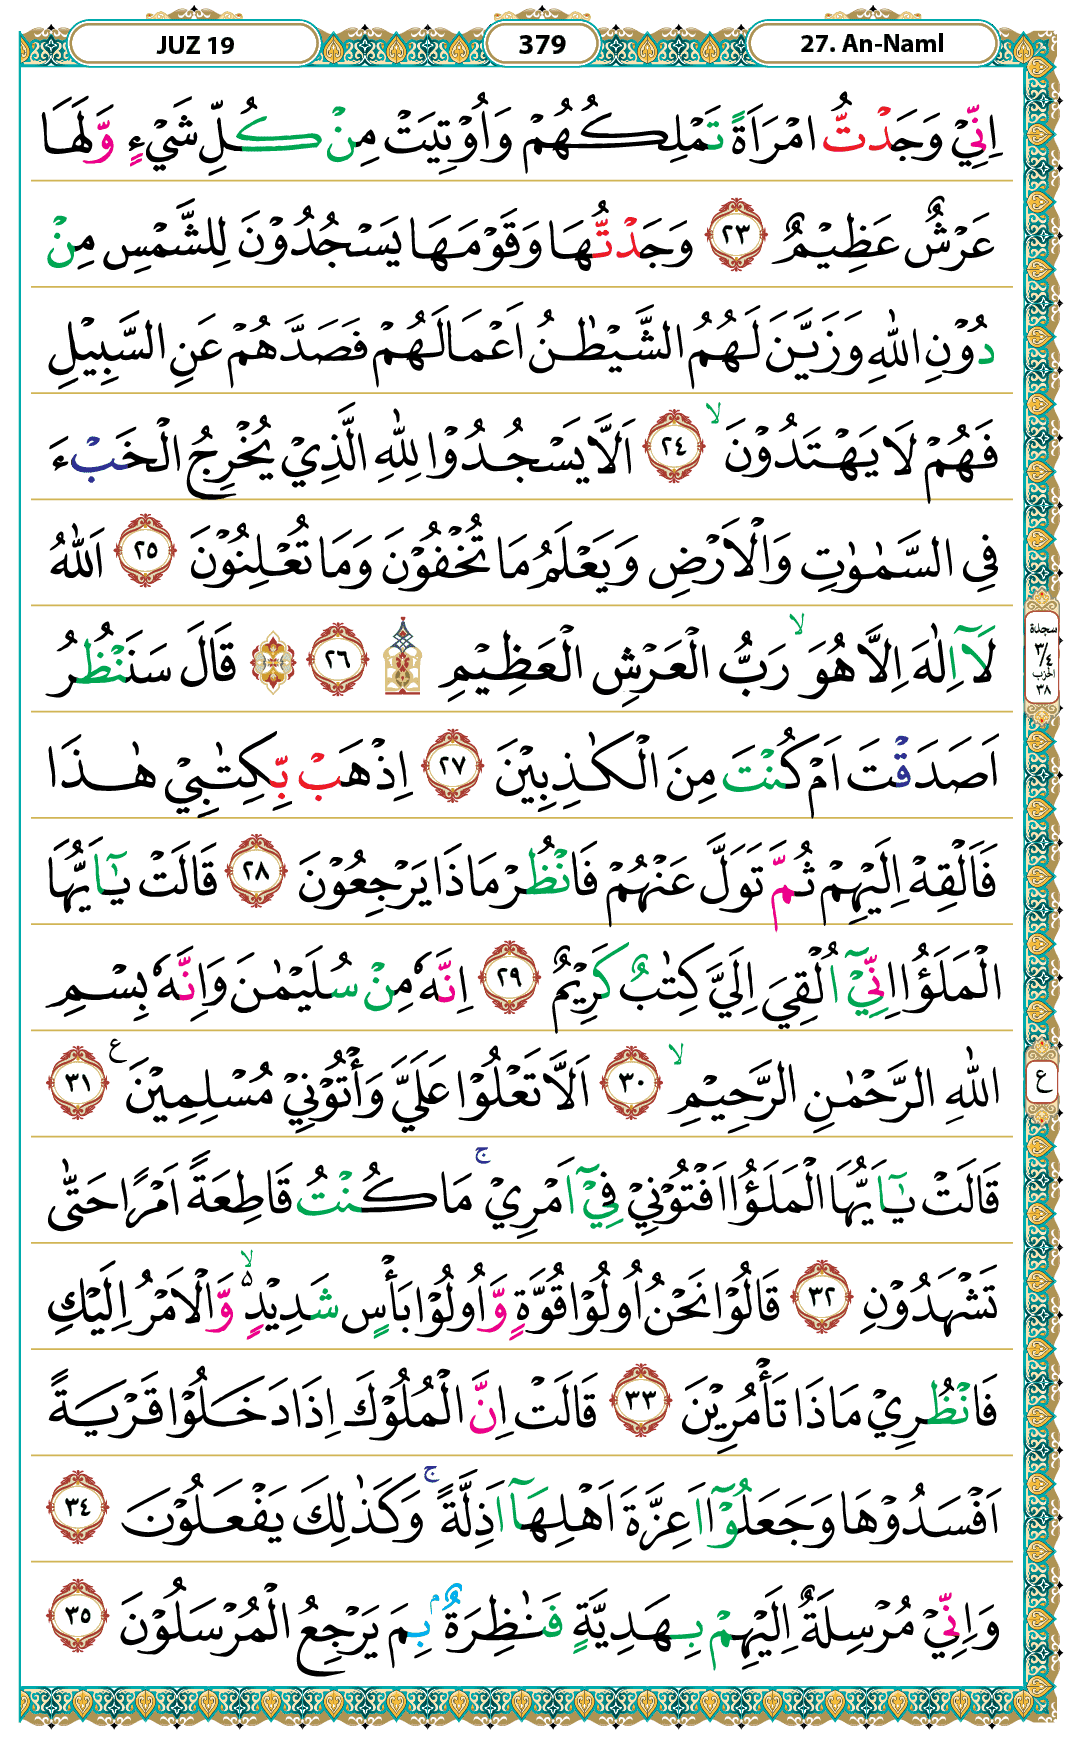 JUZ 19
379
27. An-Naml
اِنِّيْ وَجَدْتُّ امْرَاَةً تَمْلِكُهُمْ وَاُوْتِيَتْ مِنْ كُلِّ شَيْءٍ وَّلَهَا
عَرْشٌ عَظِيْمٌ ٢٣ وَجَدْتُّهَا وَقَوْمَهَا يَسْجُدُوْنَ لِلشَّمْسِ مِنْ
دُوْنِ اللّٰهِ وَزَيَّنَ لَهُمُ الشَّيْطٰنُ اَعْمَالَهُمْ فَصَدَّهُمْ عَنِ السَّبِيْلِ
فَهُمْ لَا يَهْتَدُوْنَ ۙ ٢٤ اَلَّا يَسْجُدُوْا لِلّٰهِ الَّذِيْ يُخْرِجُ الْخَبْءَ
فِى السَّمٰوٰتِ وَالْاَرْضِ وَيَعْلَمُ مَا تُخْفُوْنَ وَمَا تُعْلِنُوْنَ ٢٥ اَللّٰهُ
لَآ اِلٰهَ اِلَّا هُوَ ۙ رَبُّ الْعَرْشِ الْعَظِيْمِ ۩ ٢٦ ۞ قَالَ سَنَنْظُرُ
سجدة
٣/٤
الحزب
٣٨
اَصَدَقْتَ اَمْ كُنْتَ مِنَ الْكٰذِبِيْنَ ٢٧ اِذْهَبْ بِّكِتٰبِيْ هٰذَا
فَاَلْقِهْ اِلَيْهِمْ ثُمَّ تَوَلَّ عَنْهُمْ فَانْظُرْ مَاذَا يَرْجِعُوْنَ ٢٨ قَالَتْ يٰٓاَيُّهَا
الْمَلَؤُا اِنِّيْٓ اُلْقِيَ اِلَيَّ كِتٰبٌ كَرِيْمٌ ٢٩ اِنَّهٗ مِنْ سُلَيْمٰنَ وَاِنَّهٗ بِسْمِ
اللّٰهِ الرَّحْمٰنِ الرَّحِيْمِ ۙ ٣٠ اَلَّا تَعْلُوْا عَلَيَّ وَأْتُوْنِيْ مُسْلِمِيْنَ ع ٣١
ع
قَالَتْ يٰٓاَيُّهَا الْمَلَؤُا اَفْتُوْنِيْ فِيْٓ اَمْرِيْ ۚ مَا كُنْتُ قَاطِعَةً اَمْرًا حَتّٰى
تَشْهَدُوْنِ ٣٢ قَالُوْا نَحْنُ اُولُوْا قُوَّةٍ وَّاُولُوْا بَأْسٍ شَدِيْدٍ ۙ وَّالْاَمْرُ اِلَيْكِ
فَانْظُرِيْ مَاذَا تَأْمُرِيْنَ ٣٣ قَالَتْ اِنَّ الْمُلُوْكَ اِذَا دَخَلُوْا قَرْيَةً
اَفْسَدُوْهَا وَجَعَلُوْٓا اَعِزَّةَ اَهْلِهَآ اَذِلَّةً ۚ وَكَذٰلِكَ يَفْعَلُوْنَ ٣٤
وَاِنِّيْ مُرْسِلَةٌ اِلَيْهِمْ بِهَدِيَّةٍ فَنٰظِرَةٌ ۢ بِمَ يَرْجِعُ الْمُرْسَلُوْنَ ٣٥